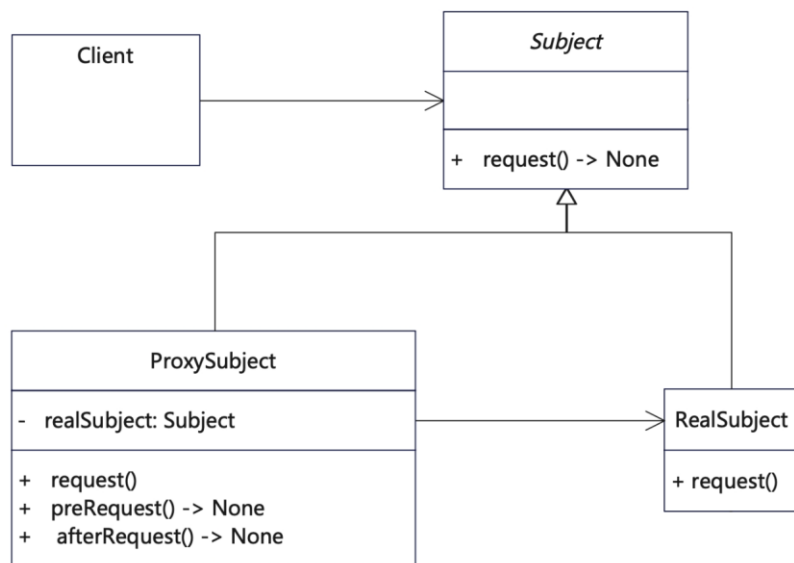 Client
Subject
+ request() -> None
ProxySubject
- realSubject: Subject
+ request()
+ preRequest() -> None
+ afterRequest() -> None
RealSubject
+ request()